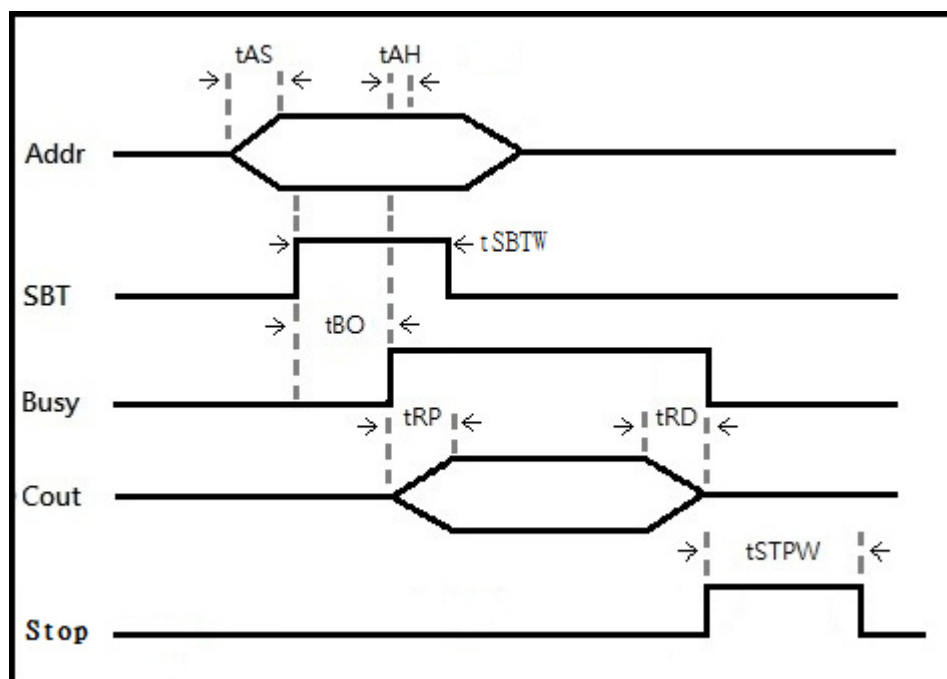 tAS tAH
Addr
tSBTW
SBT
tBO
Busy
tRP tRD
Cout
tSTPW
Stop